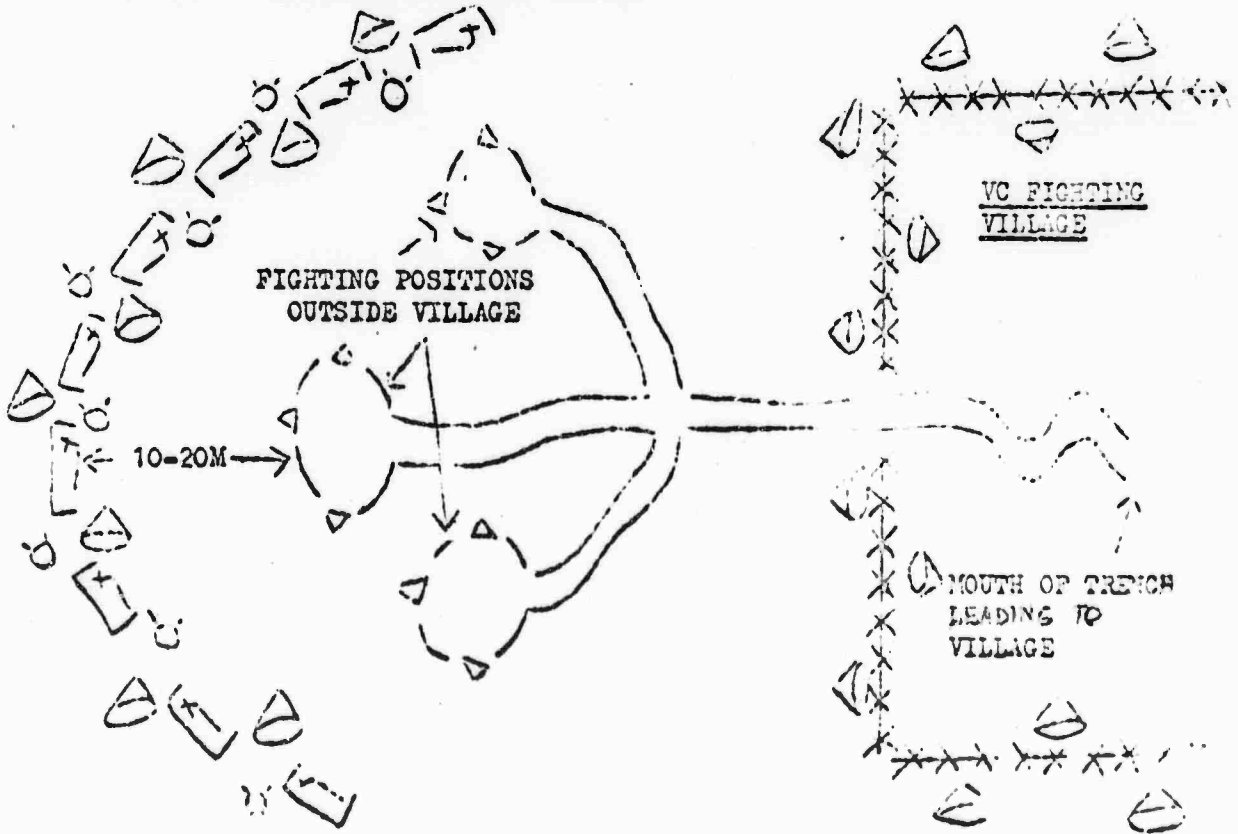 VC FIGHTING
VILLAGE
FIGHTING POSITIONS
OUTSIDE VILLAGE
10-20M
MOUTH OF TRENCH
LEADING TO
VILLAGE